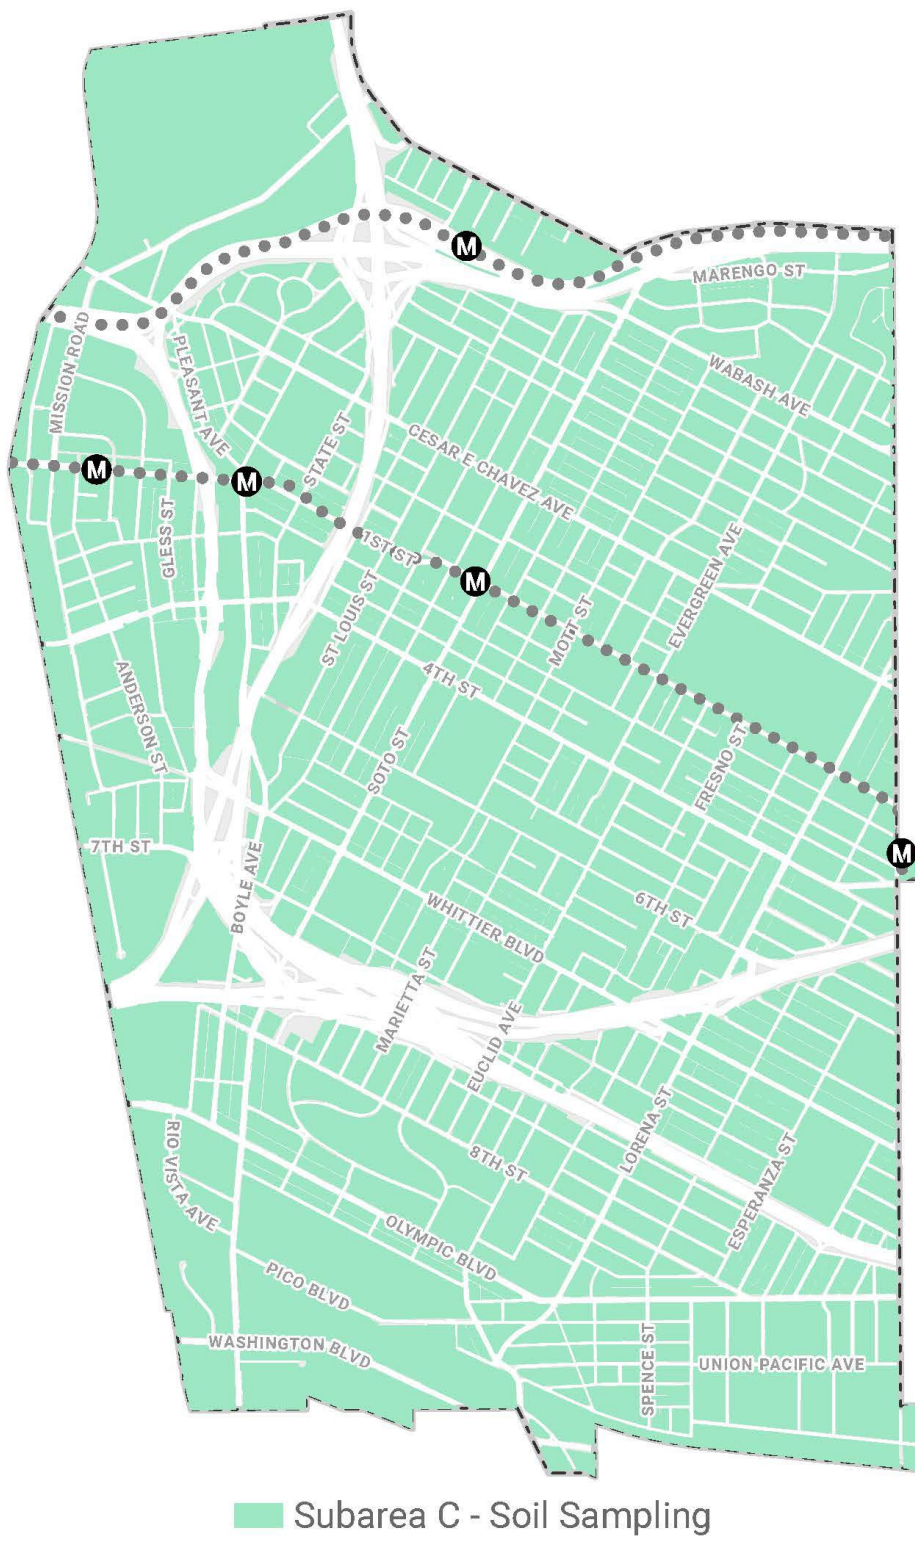 M
MARENGO ST
MISSION ROAD
PLEASANT AVE
WABASH AVE
STATE ST
CESAR E CHAVEZ AVE
M
M
GLESS ST
1ST ST
EVERGREEN AVE
M
ST LOUIS ST
MOTT ST
4TH ST
ANDERSON ST
SOTO ST
FRESNO ST
7TH ST
M
BOYLE AVE
WHITTIER BLVD
6TH ST
MARIETTA ST
EUCLID AVE
LORENA ST
RIO VISTA AVE
8TH ST
ESPERANZA ST
OLYMPIC BLVD
PICO BLVD
WASHINGTON BLVD
SPENCE ST
UNION PACIFIC AVE
Subarea C - Soil Sampling